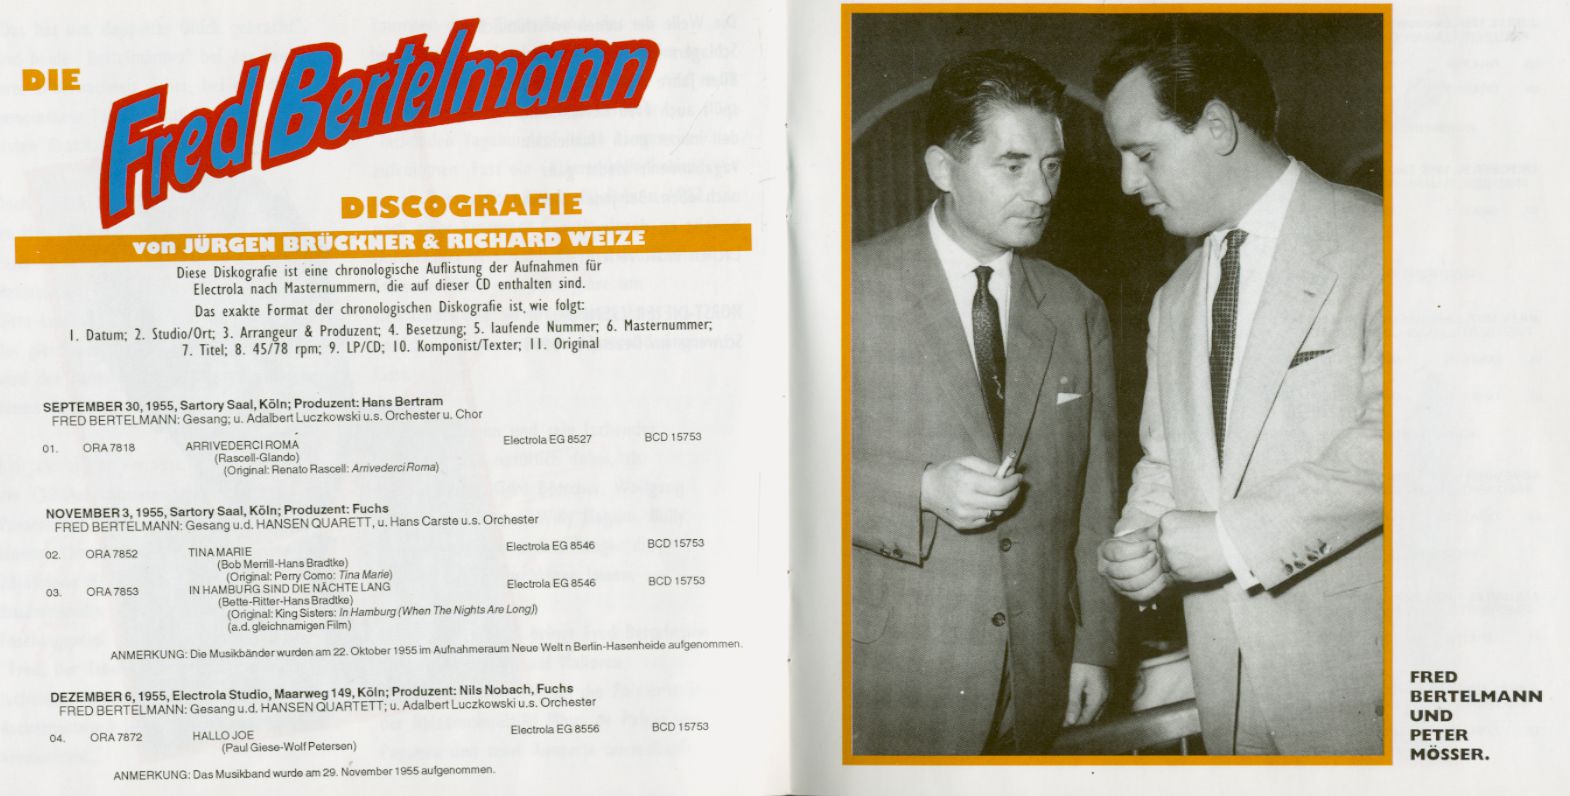 DIE
Fred Bertelmann
DISCOGRAFIE
von JÜRGEN BRÜCKNER & RICHARD WEIZE
Diese Diskografie ist eine chronologische Auflistung der Aufnahmen für
Electrola nach Masternummern, die auf dieser CD enthalten sind.
Das exakte Format der chronologischen Diskografie ist wie folgt:
1. Datum; 2. Studio/Ort; 3. Arrangeur & Produzent; 4. Besetzung; 5. laufende Nummer; 6. Masternummer;
7. Titel; 8. 45/78 rpm; 9. LP/CD; 10. Komponist/Texter; 11. Original
SEPTEMBER 30, 1955, Sartory Saal, Köln; Produzent: Hans Bertram
FRED BERTELMANN: Gesang; u. Adalbert Luczkowski u.s. Orchester u. Chor
01. ORA 7818 ARRIVEDERCI ROMA Electrola EG 8527 BCD 15753
(Rascell-Glando)
(Original: Renato Rascell: Arrivederci Roma)
NOVEMBER 3, 1955, Sartory Saal, Köln; Produzent: Fuchs
FRED BERTELMANN: Gesang u.d. HANSEN QUARETT, u. Hans Carste u.s. Orchester
02. ORA 7852 TINA MARIE Electrola EG 8546 BCD 15753
(Bob Merrill-Hans Bradtke)
(Original: Perry Como: Tina Marie)
03. ORA 7853 IN HAMBURG SIND DIE NÄCHTE LANG Electrola EG 8546 BCD 15753
(Bette-Ritter-Hans Bradtke)
(Original: King Sisters: In Hamburg (When The Nights Are Long))
(a.d. gleichnamigen Film)
ANMERKUNG: Die Musikbänder wurden am 22. Oktober 1955 im Aufnahmeraum Neue Welt n Berlin-Hasenheide aufgenommen.
DEZEMBER 6, 1955, Electrola Studio, Maarweg 149, Köln; Produzent: Nils Nobach, Fuchs
FRED BERTELMANN: Gesang u.d. HANSEN QUARTETT; u. Adalbert Luczkowski u.s. Orchester
04. ORA 7872 HALLO JOE Electrola EG 8556 BCD 15753
(Paul Giese-Wolf Petersen)
ANMERKUNG: Das Musikband wurde am 29. November 1955 aufgenommen.
FRED
BERTELMANN
UND
PETER
MÖSSER.